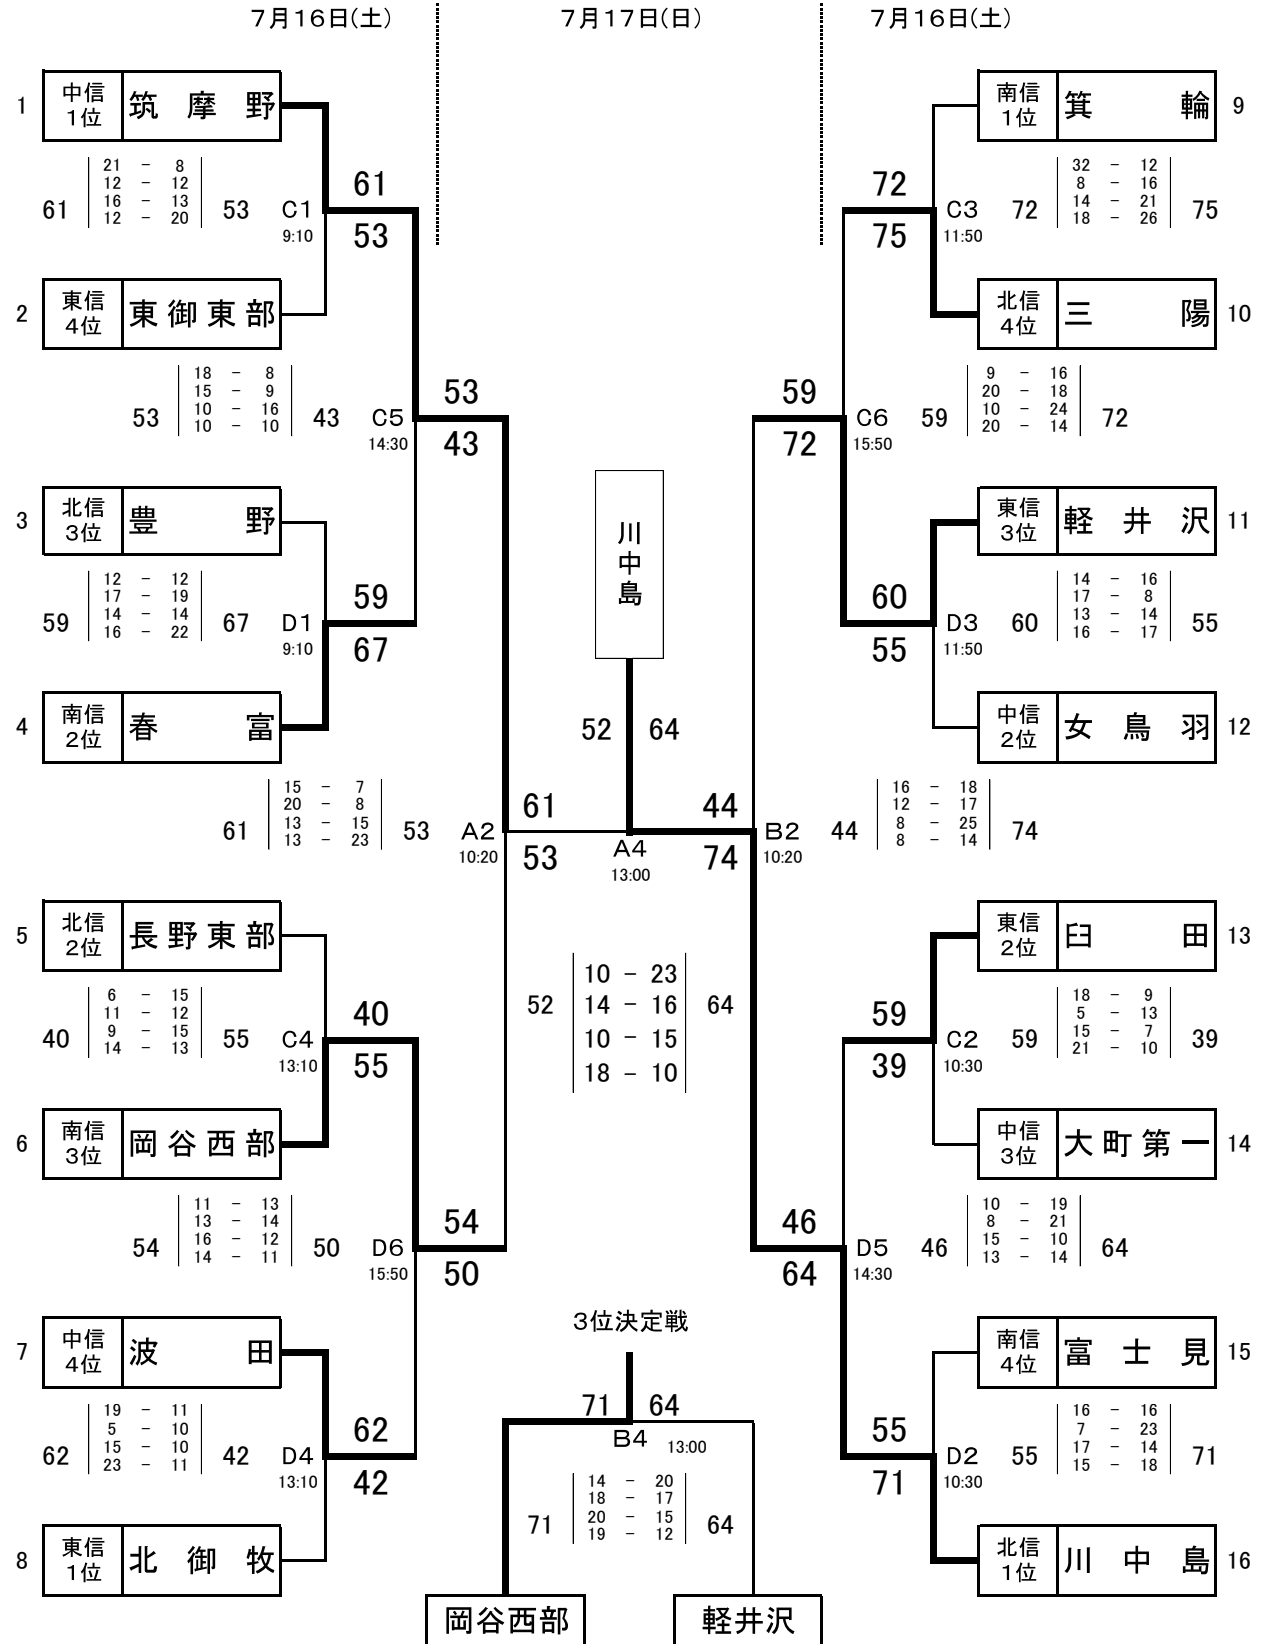 7月16日(土)
7月17日(日)
7月16日(土)
1 中信1位 筑摩野
61
21 - 8
12 - 12
16 - 13
12 - 20
53
C1
9:10
61
53
2 東信4位 東御東部
53
18 - 8
15 - 9
10 - 16
10 - 10
43
C5
14:30
53
43
3 北信3位 豊野
59
12 - 12
17 - 19
14 - 14
16 - 22
67
D1
9:10
59
67
4 南信2位 春富
61
15 - 7
20 - 8
13 - 15
13 - 23
53
A2
10:20
61
53
5 北信2位 長野東部
40
6 - 15
11 - 12
9 - 15
14 - 13
55
C4
13:10
40
55
6 南信3位 岡谷西部
54
11 - 13
13 - 14
16 - 12
14 - 11
50
D6
15:50
54
50
7 中信4位 波田
62
19 - 11
5 - 10
15 - 10
23 - 11
42
D4
13:10
62
42
8 東信1位 北御牧
川中島
52 64
A4
13:00
52
10 - 23
14 - 16
10 - 15
18 - 10
64
3位決定戦
71 64
B4 13:00
71
14 - 20
18 - 17
20 - 15
19 - 12
64
岡谷西部
軽井沢
南信1位 箕輪 9
72
75
C3
11:50
72
32 - 12
8 - 16
14 - 21
18 - 26
75
北信4位 三陽 10
59
72
C6
15:50
59
9 - 16
20 - 18
10 - 24
20 - 14
72
東信3位 軽井沢 11
60
55
D3
11:50
60
14 - 16
17 - 8
13 - 14
16 - 17
55
中信2位 女鳥羽 12
44
74
B2
10:20
44
16 - 18
12 - 17
8 - 25
8 - 14
74
東信2位 臼田 13
59
39
C2
10:30
59
18 - 9
5 - 13
15 - 7
21 - 10
39
中信3位 大町第一 14
46
64
D5
14:30
46
10 - 19
8 - 21
15 - 10
13 - 14
64
南信4位 富士見 15
55
71
D2
10:30
55
16 - 16
7 - 23
17 - 14
15 - 18
71
北信1位 川中島 16